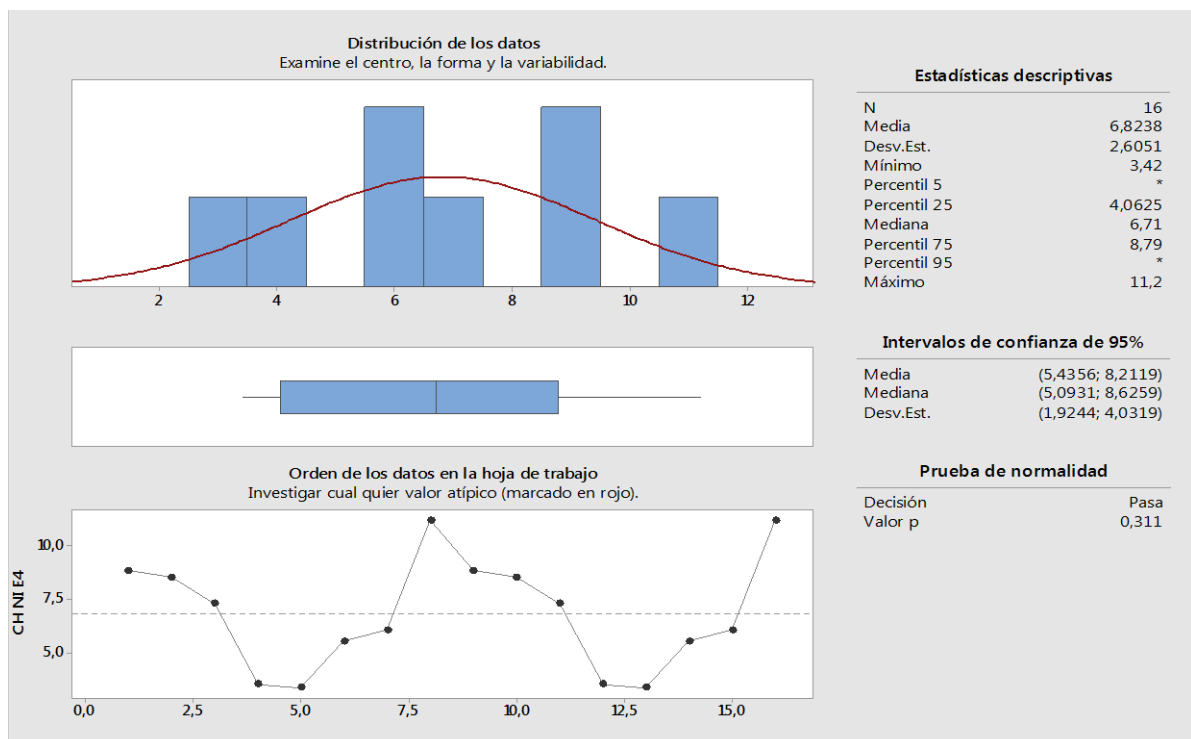 Distribución de los datos
Examine el centro, la forma y la variabilidad.
2 4 6 8 10 12
Orden de los datos en la hoja de trabajo
Investigar cual quier valor atípico (marcado en rojo).
CH NI E4
10,0
7,5
5,0
0,0 2,5 5,0 7,5 10,0 12,5 15,0
Estadísticas descriptivas
N 16
Media 6,8238
Desv.Est. 2,6051
Mínimo 3,42
Percentil 5 *
Percentil 25 4,0625
Mediana 6,71
Percentil 75 8,79
Percentil 95 *
Máximo 11,2
Intervalos de confianza de 95%
Media (5,4356; 8,2119)
Mediana (5,0931; 8,6259)
Desv.Est. (1,9244; 4,0319)
Prueba de normalidad
Decisión Pasa
Valor p 0,311